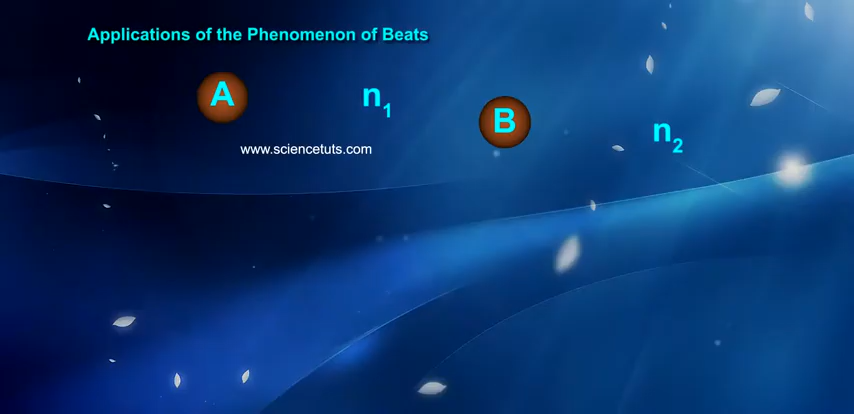 Applications of the Phenomenon of Beats
A n₁
B n₂
www.sciencetuts.com